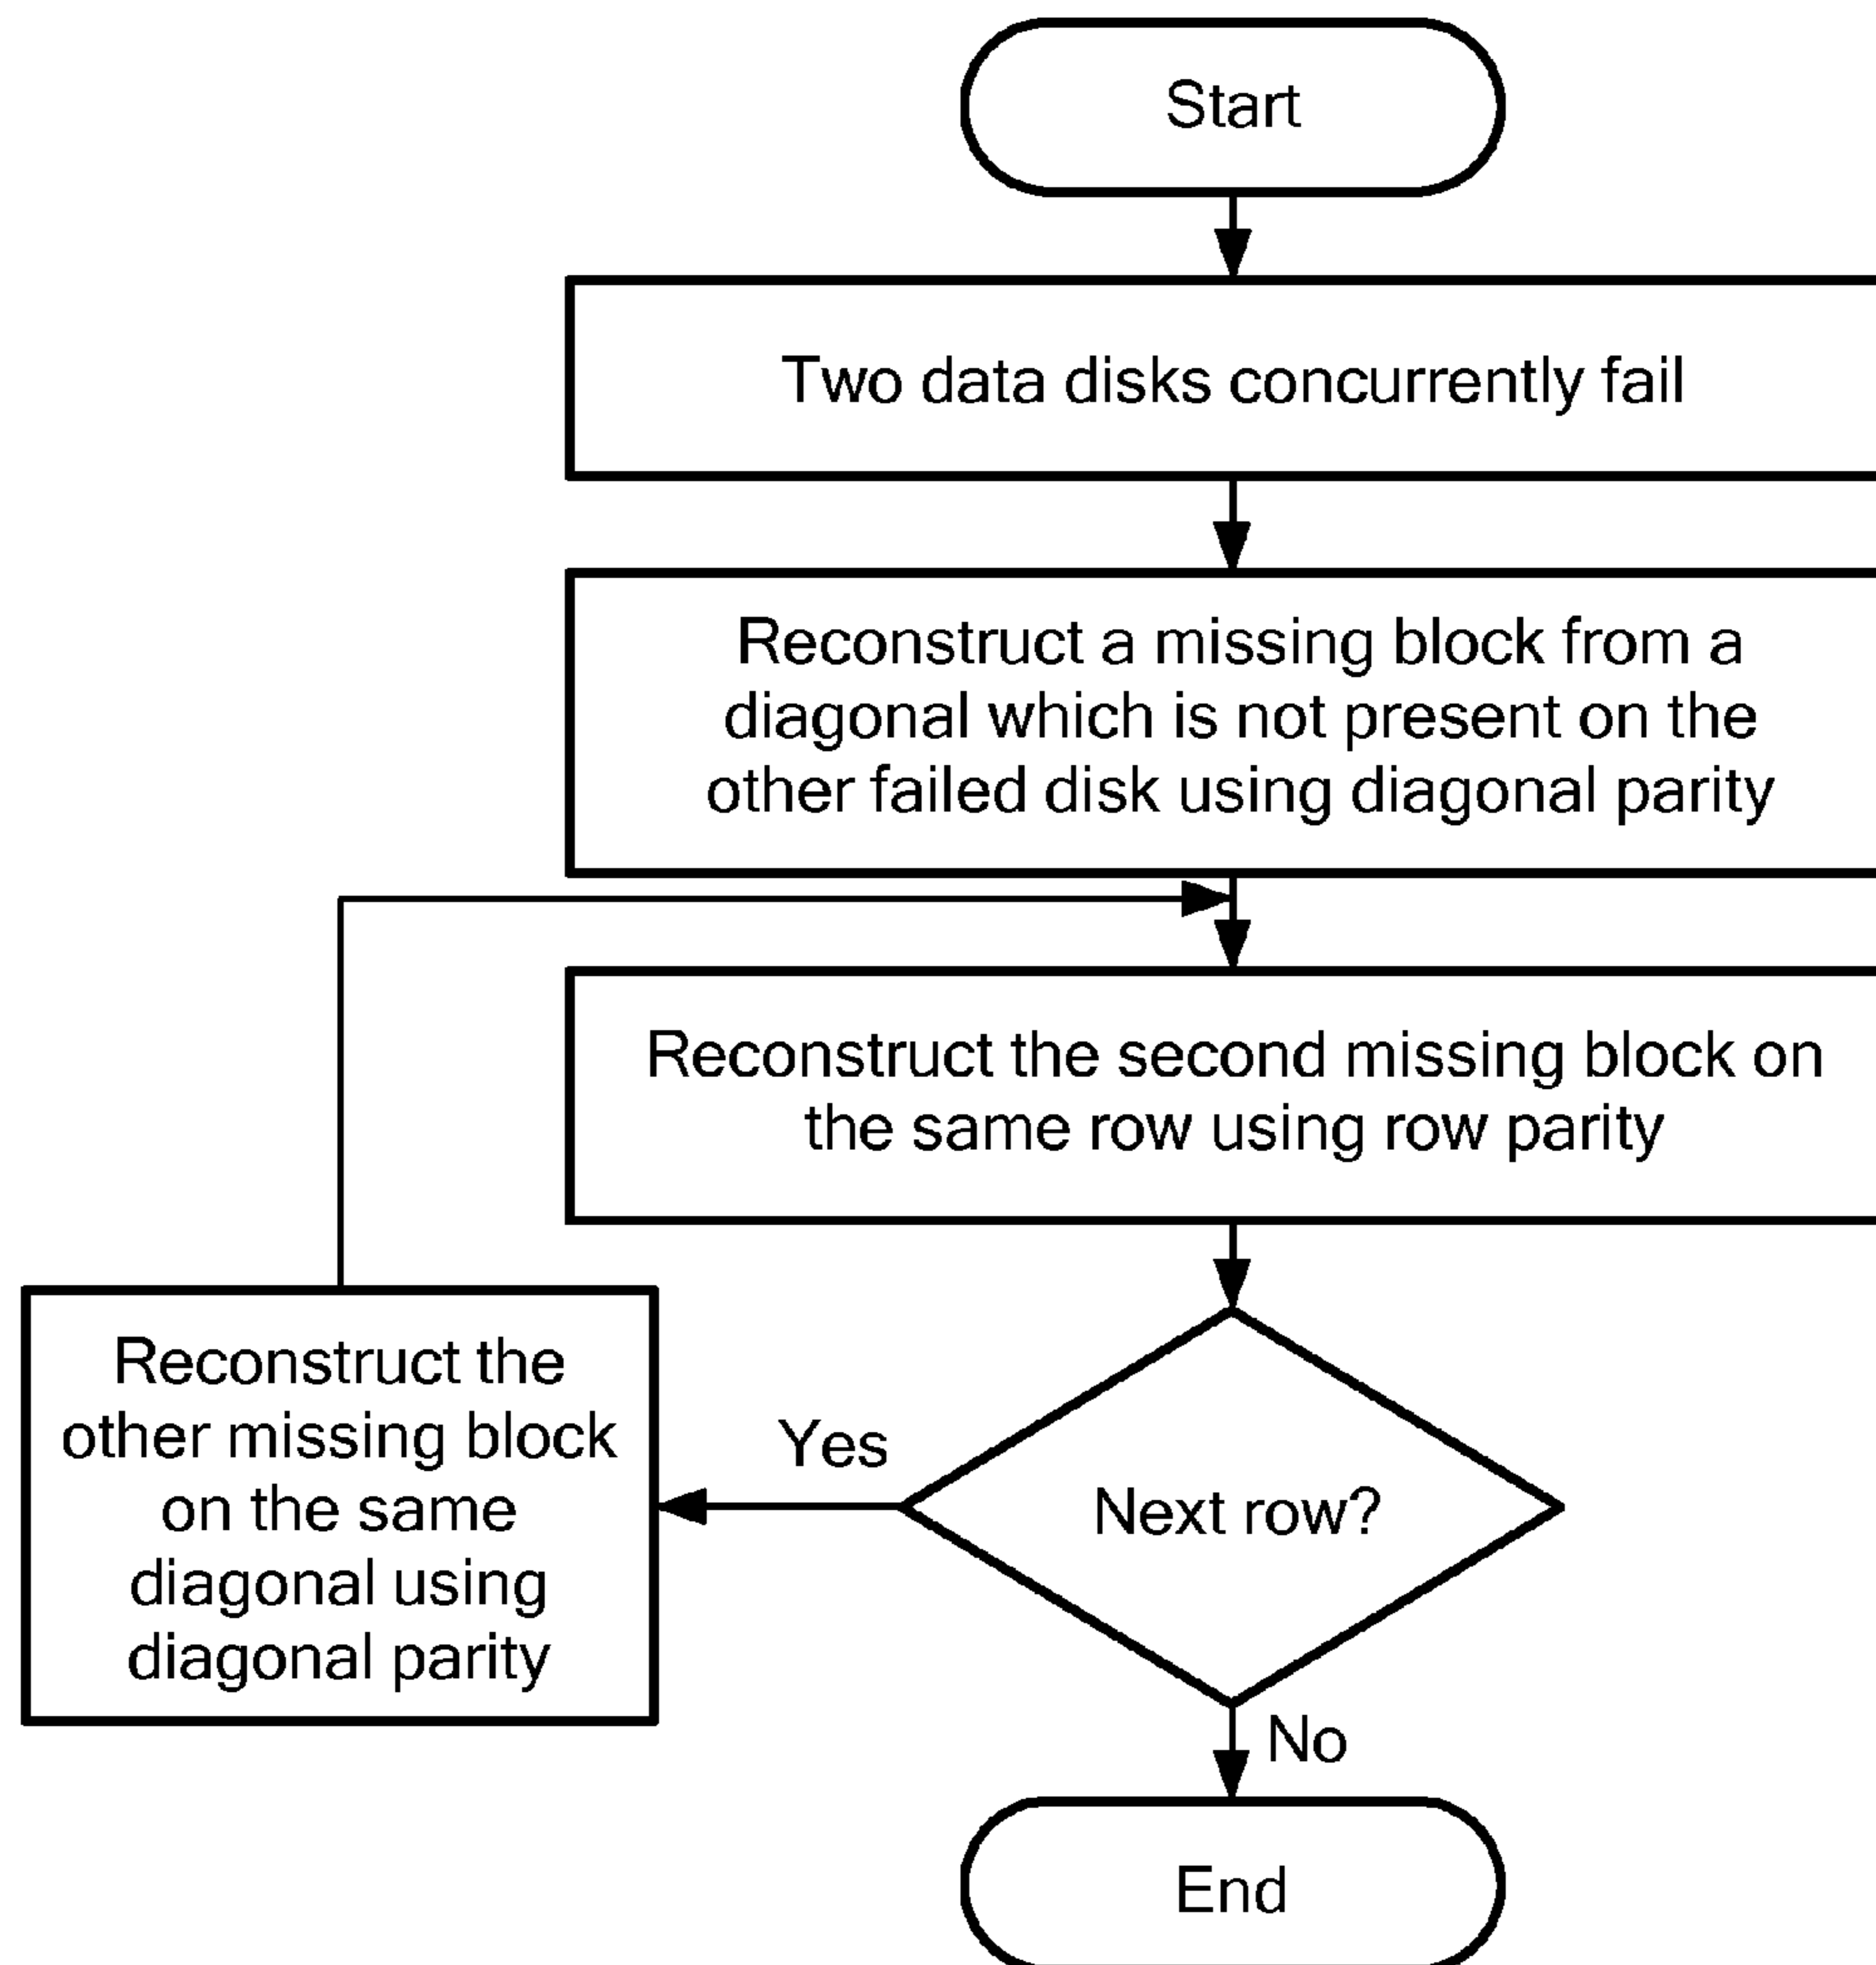 Start
Two data disks concurrently fail
Reconstruct a missing block from a
diagonal which is not present on the
other failed disk using diagonal parity
Reconstruct the second missing block on
the same row using row parity
Next row?
Yes
Reconstruct the
other missing block
on the same
diagonal using
diagonal parity
No
End